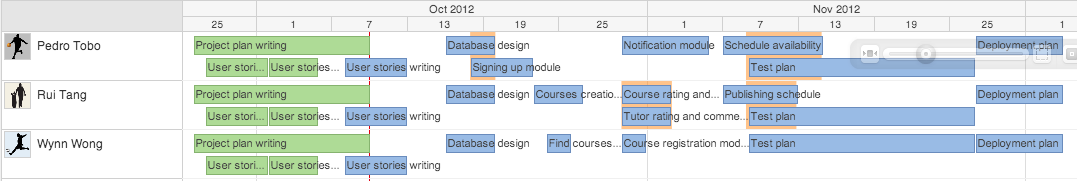 Oct 2012 Nov 2012
25 1 7 13 19 25 1 7 13 19 25 1
Pedro Tobo Project plan writing Database design Notification module Schedule availability Deployment plan
User stori... User stories... User stories writing Signing up module Test plan
Rui Tang Project plan writing Database design Courses creatio... Course rating and... Publishing schedule Deployment plan
User stori... User stories... User stories writing Tutor rating and comme... Test plan
Wynn Wong Project plan writing Database design Find courses... Course registration mod... Test plan Deployment plan
User stori... User stories... User stories writing